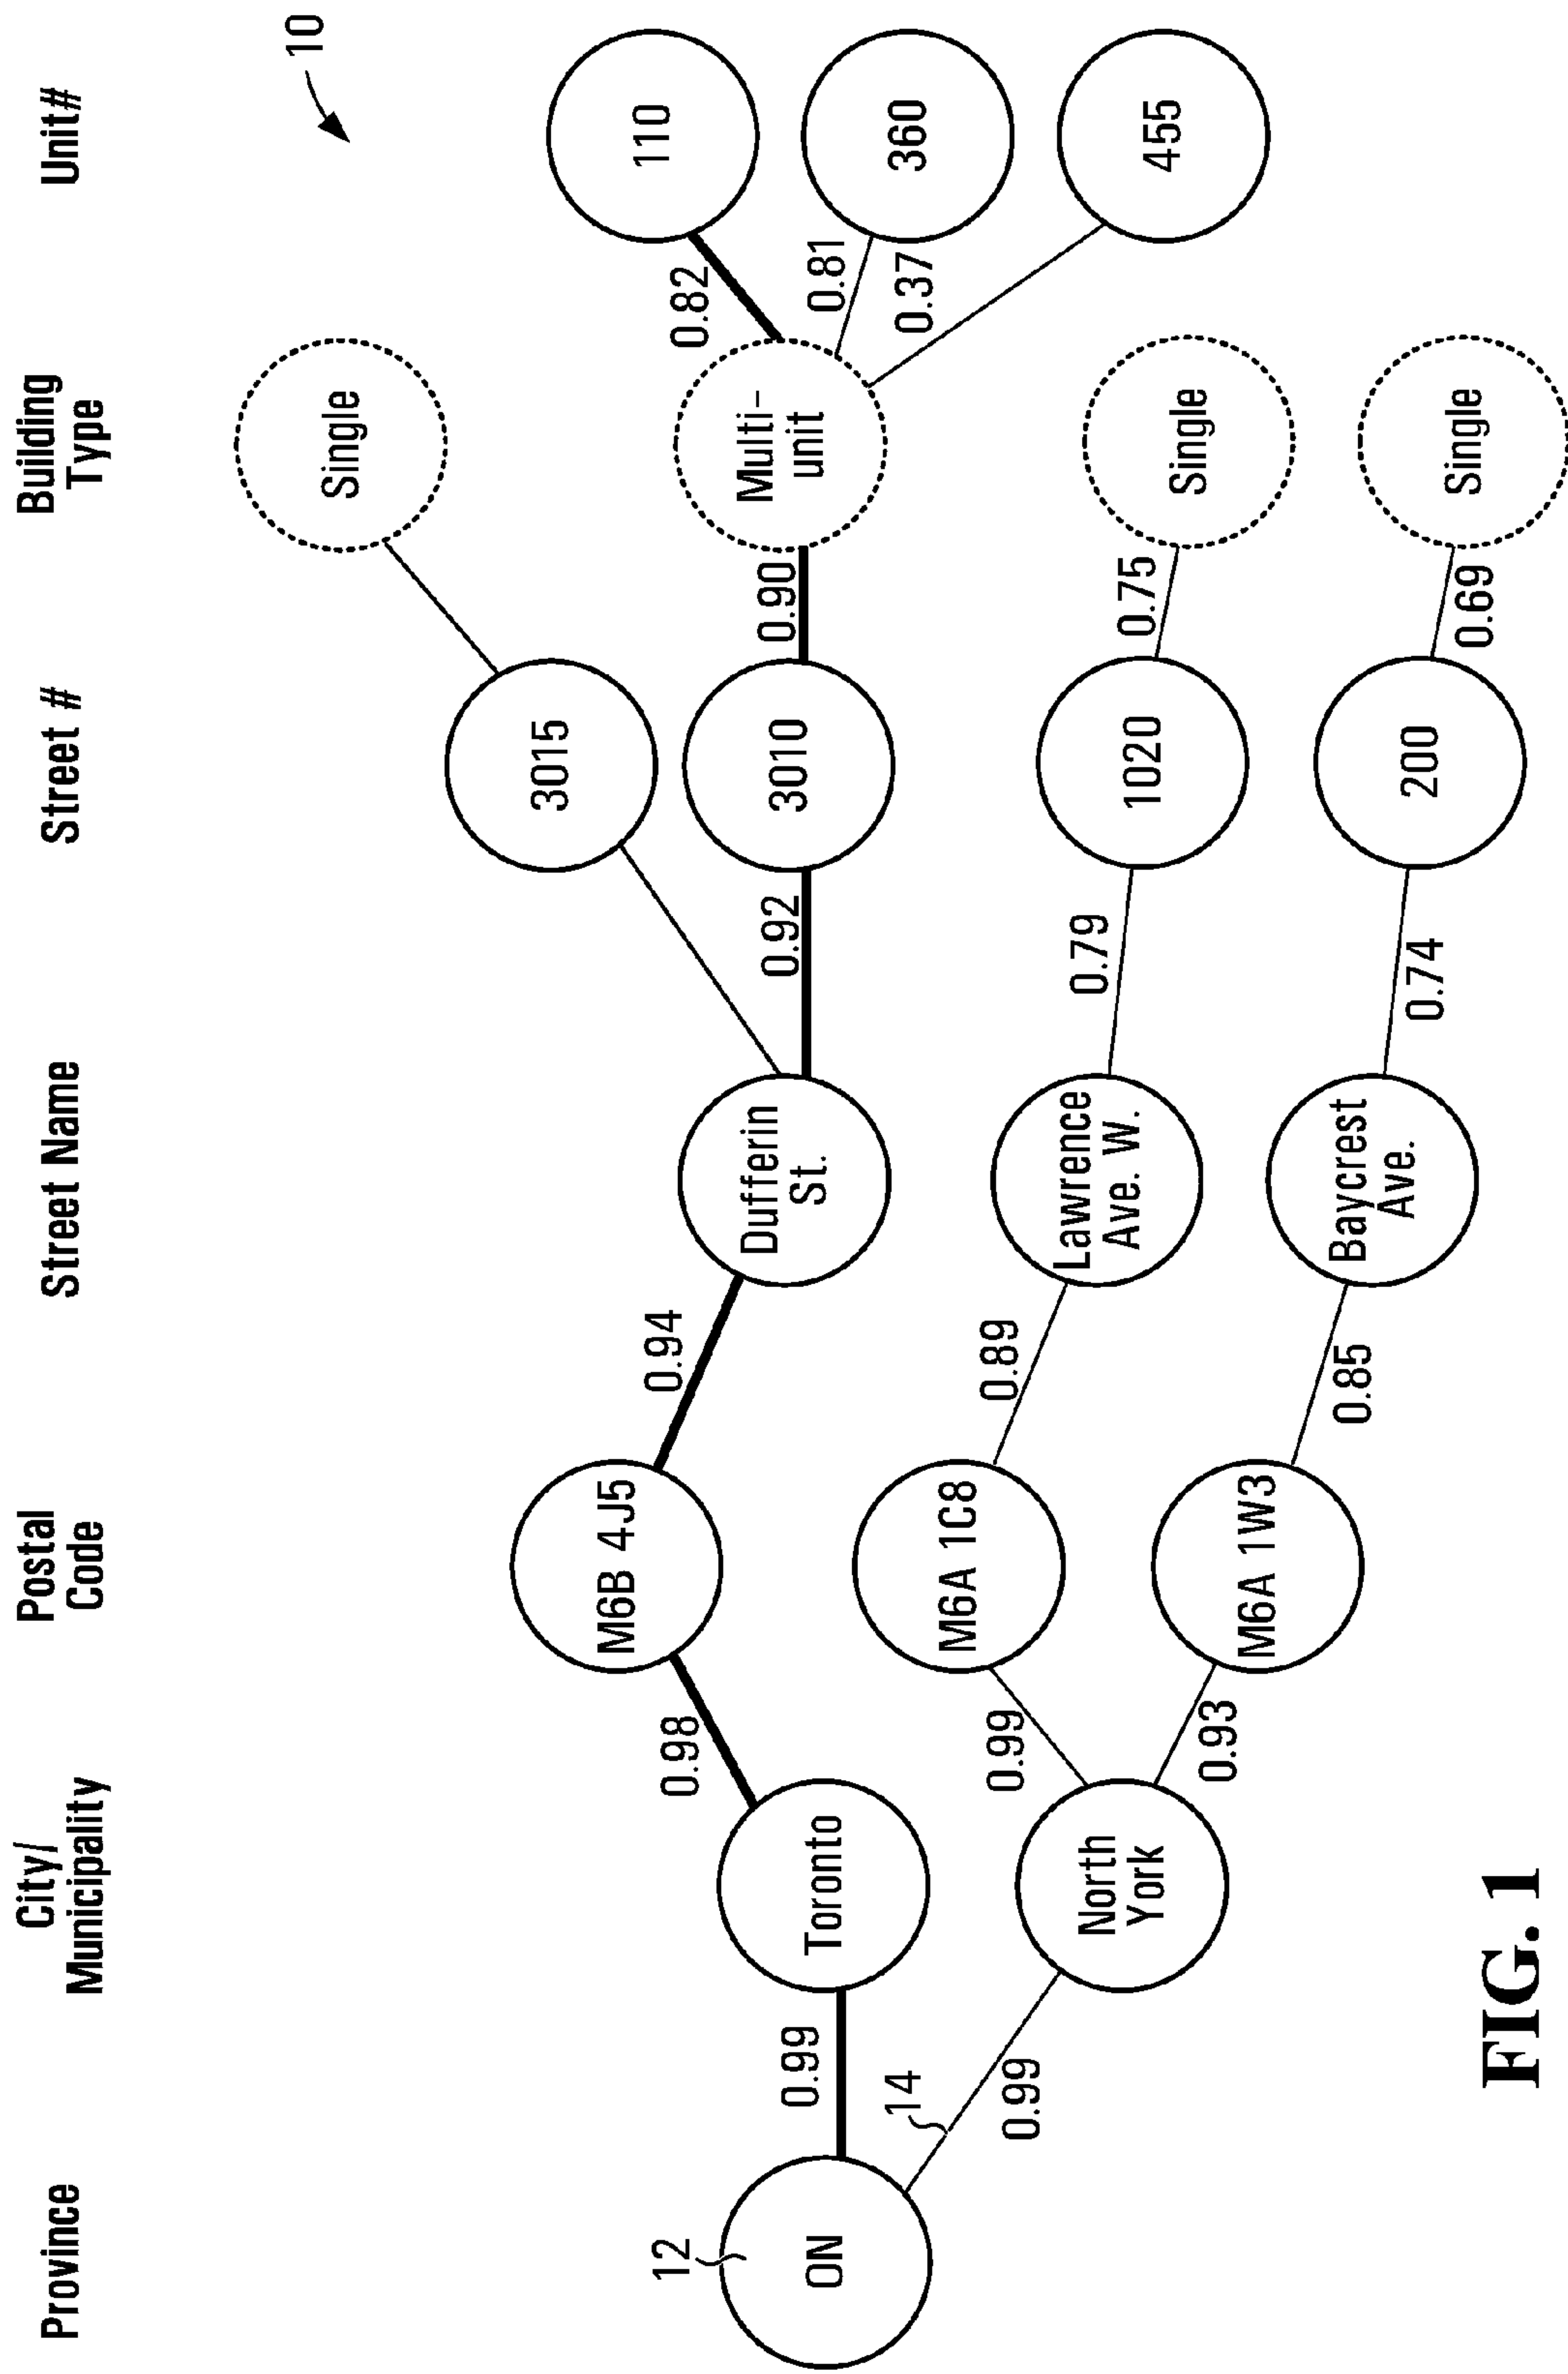 Province
City/
Municipality
Postal
Code
Street Name
Street #
Building
Type
Unit#
10
12
ON
14
0.99
0.99
Toronto
North
York
0.98
0.99
0.93
M6B 4J5
M6A 1C8
M6A 1W3
0.94
0.89
0.85
Dufferin
St.
Lawrence
Ave. W.
Baycrest
Ave.
0.92
0.79
0.74
3015
3010
1020
200
0.90
0.75
0.69
Single
Multi-
unit
Single
Single
0.82
0.81
0.37
110
360
455
FIG. 1